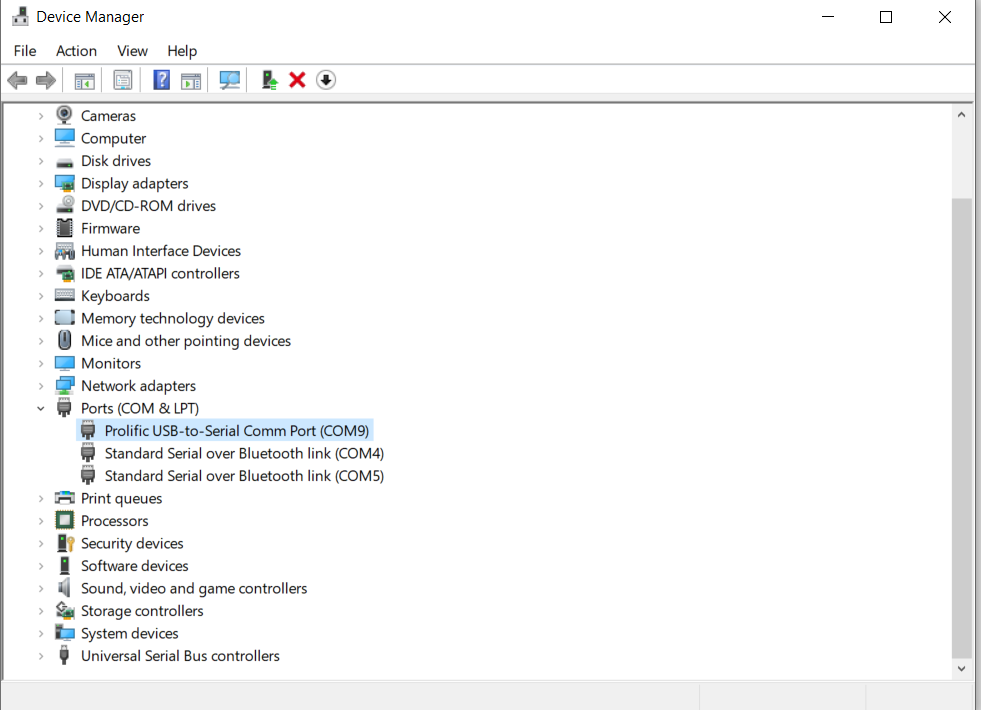 Device Manager
File Action View Help
Cameras
Computer
Disk drives
Display adapters
DVD/CD-ROM drives
Firmware
Human Interface Devices
IDE ATA/ATAPI controllers
Keyboards
Memory technology devices
Mice and other pointing devices
Monitors
Network adapters
Ports (COM & LPT)
Prolific USB-to-Serial Comm Port (COM9)
Standard Serial over Bluetooth link (COM4)
Standard Serial over Bluetooth link (COM5)
Print queues
Processors
Security devices
Software devices
Sound, video and game controllers
Storage controllers
System devices
Universal Serial Bus controllers